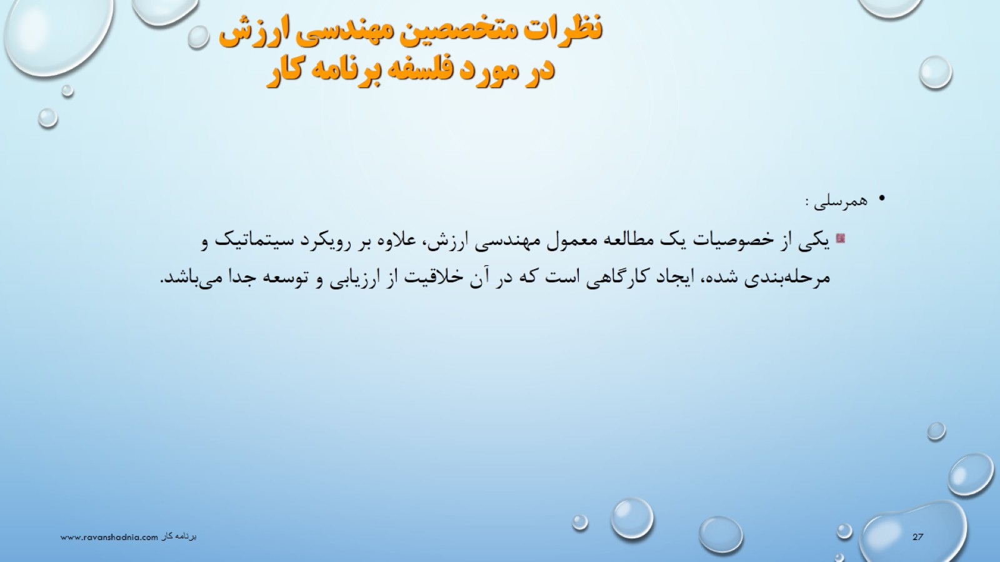 نظرات متخصصین مهندسی ارزش
در مورد فلسفه برنامه کار
• همرسلی :
یکی از خصوصیات یک مطالعه معمول مهندسی ارزش، علاوه بر رویکرد سیتماتیک و
مرحله‌بندی شده، ایجاد کارگاهی است که در آن خلاقیت از ارزیابی و توسعه جدا می‌باشد.
برنامه کار www.ravanshadnia.com
27